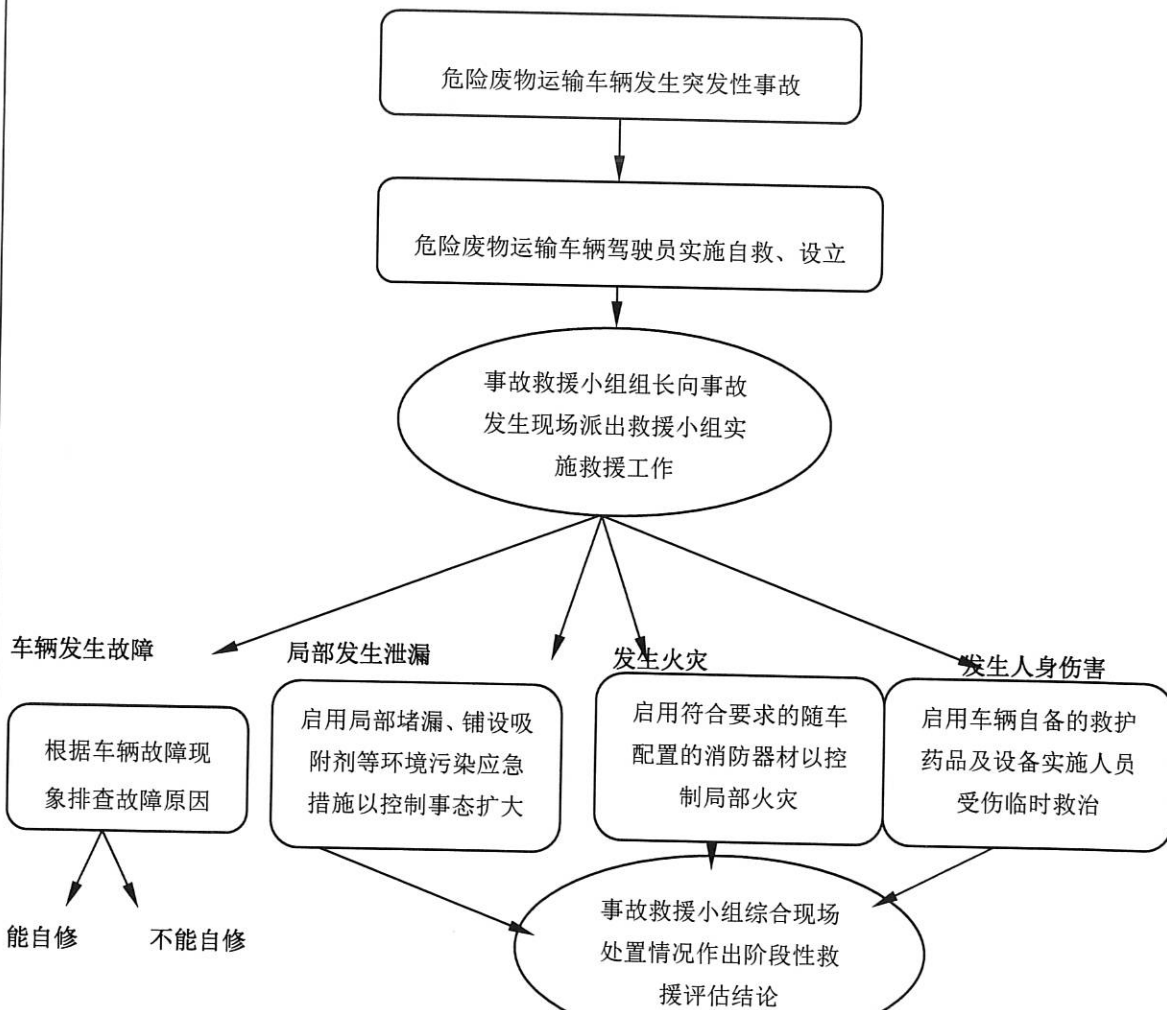 危险废物运输车辆发生突发性事故
危险废物运输车辆驾驶员实施自救、设立
事故救援小组组长向事故
发生现场派出救援小组实
施救援工作
车辆发生故障
局部发生泄漏
发生火灾
发生人身伤害
根据车辆故障现
象排查故障原因
启用局部堵漏、铺设吸
附剂等环境污染应急
措施以控制事态扩大
启用符合要求的随车
配置的消防器材以控
制局部火灾
启用车辆自备的救护
药品及设备实施人员
受伤临时救治
能自修
不能自修
事故救援小组综合现场
处置情况作出阶段性救
援评估结论